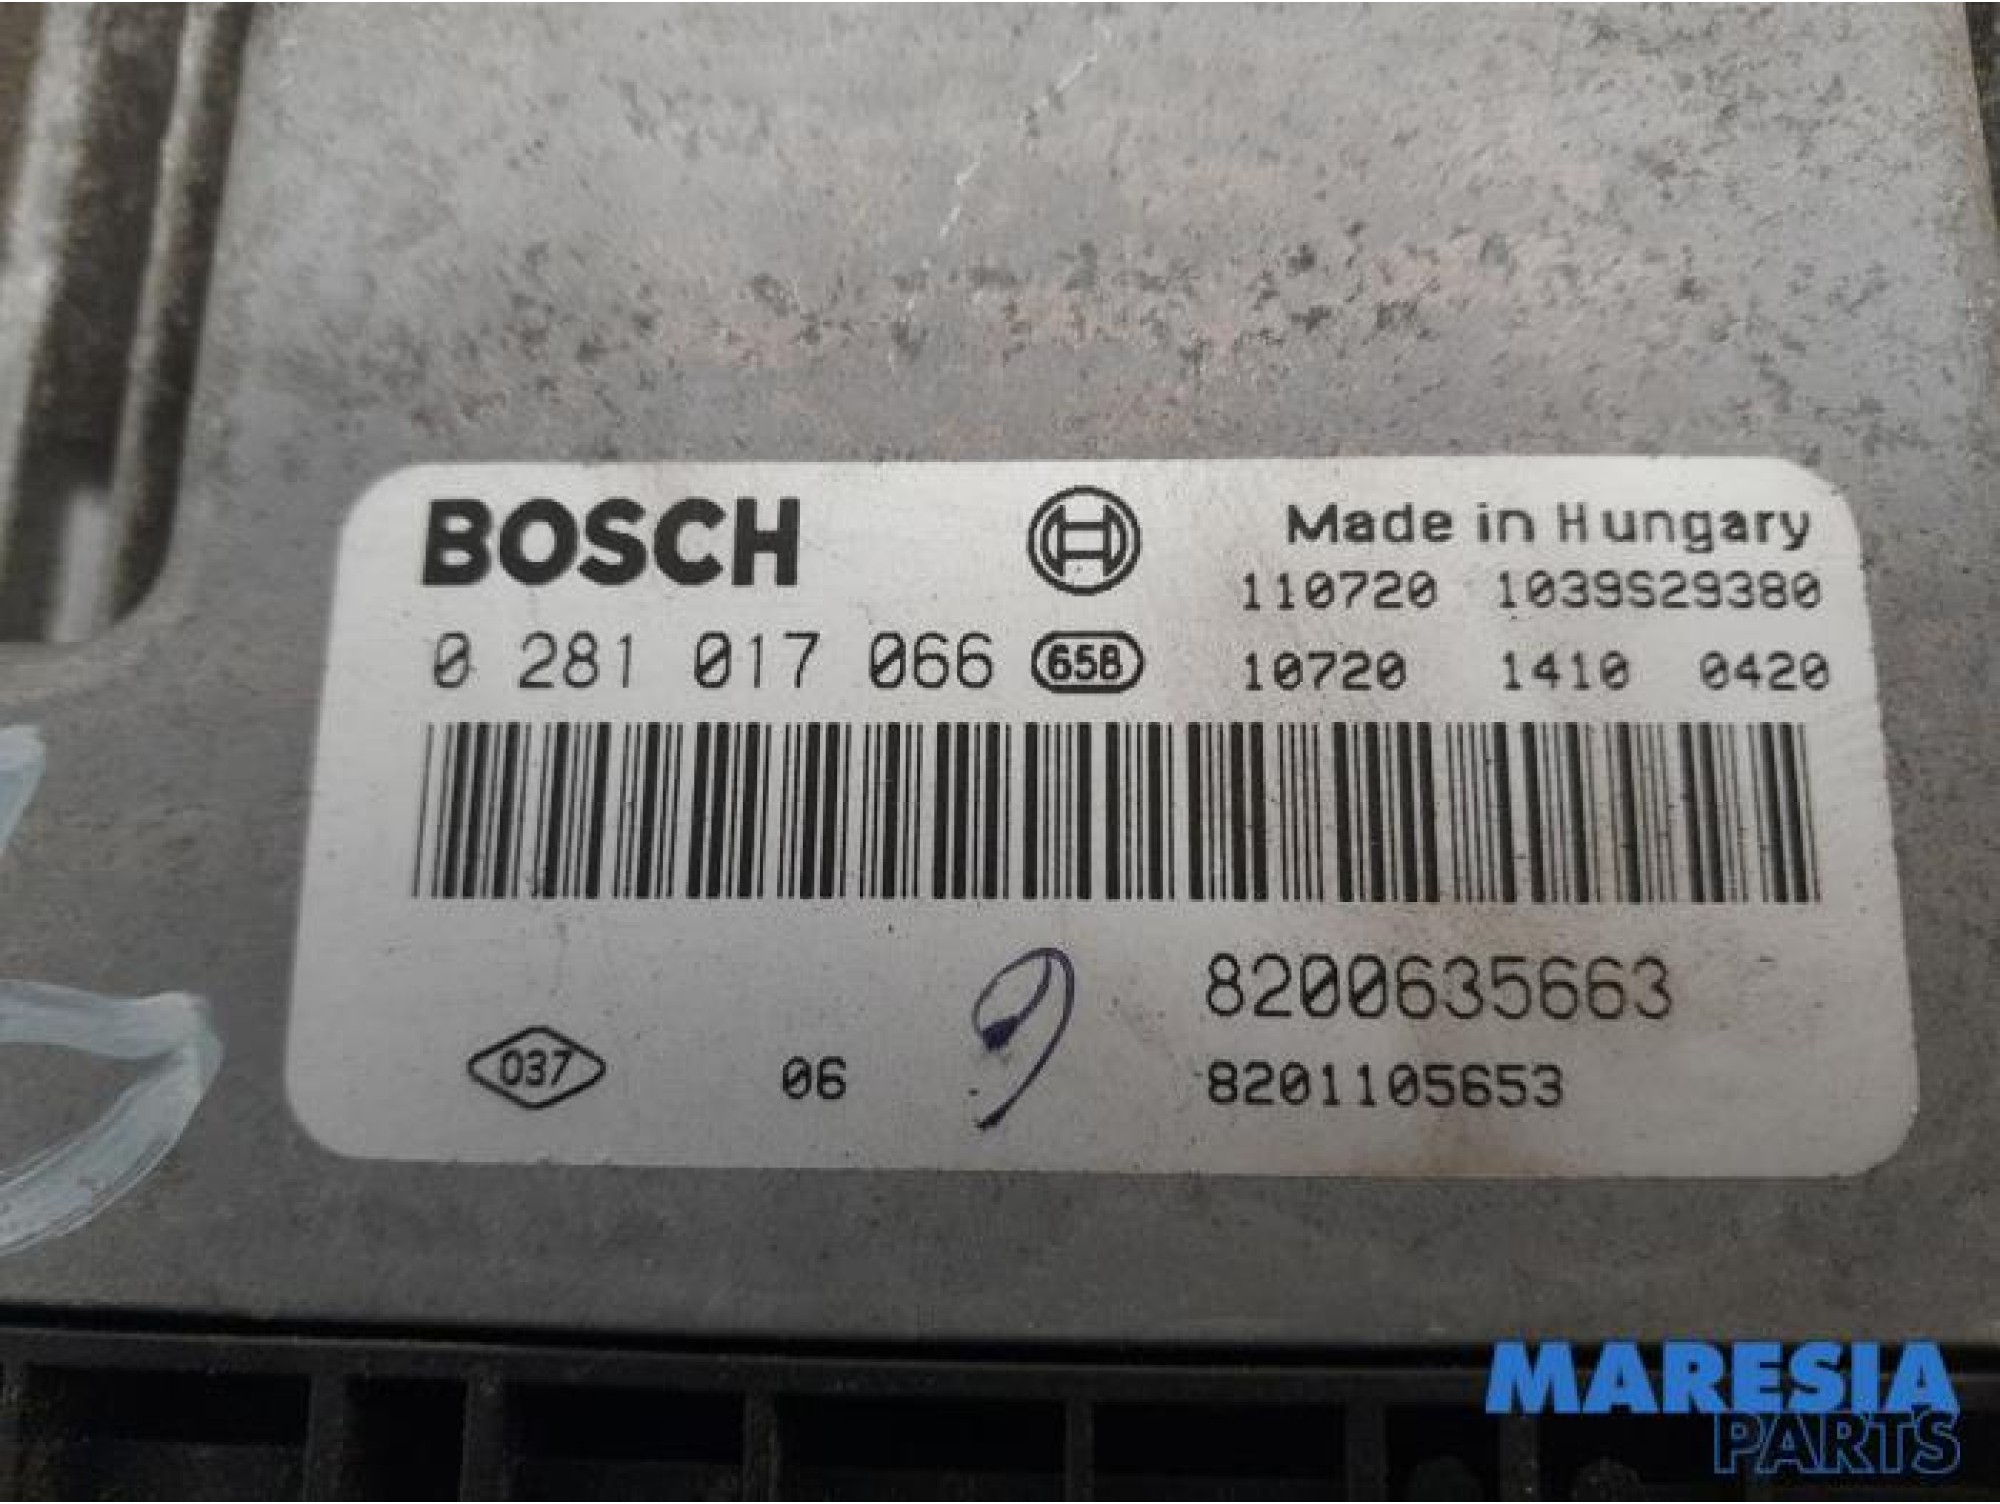 BOSCH
Made in Hungary
110720 1039S29380
0 281 017 066 658
10720 1410 0420
8200635663
037 06
8201105653
MARESIA
PARTS